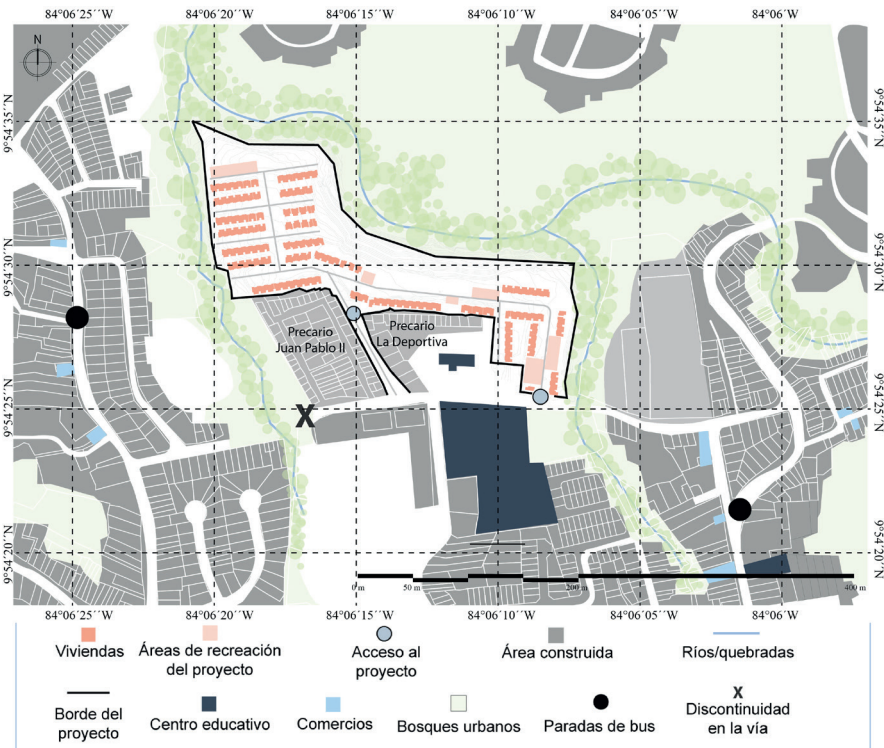 84°06'25''W 84°06'20''W 84°06'15''W 84°06'10''W 84°06'05''W 84°06'W
N
9°54'35''N 9°54'35''N
9°54'30''N 9°54'30''N
Precario
Juan Pablo II
Precario
La Deportiva
9°54'25''N 9°54'25''N
X
9°54'20''N 9°54'20''N
0 m 50 m 200 m 400 m
84°06'25''W 84°06'20''W 84°06'15''W 84°06'10''W 84°06'05''W 84°06'W
Viviendas
Áreas de recreación
del proyecto
Acceso al
proyecto
Área construida
Ríos/quebradas
Borde del
proyecto
Centro educativo
Comercios
Bosques urbanos
Paradas de bus
X
Discontinuidad
en la vía